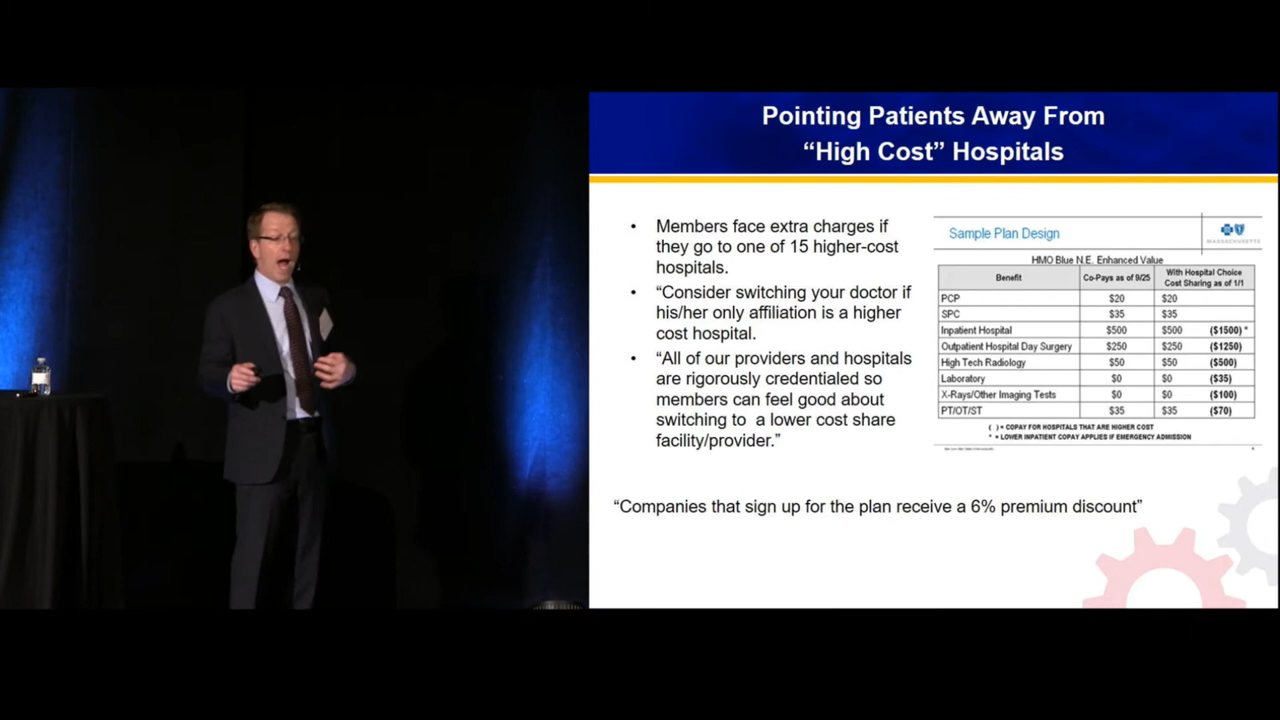 Pointing Patients Away From
“High Cost” Hospitals
• Members face extra charges if
they go to one of 15 higher-cost
hospitals.
• “Consider switching your doctor if
his/her only affiliation is a higher
cost hospital.
• “All of our providers and hospitals
are rigorously credentialed so
members can feel good about
switching to a lower cost share
facility/provider.”
Sample Plan Design
MASSACHUSETTS
HMO Blue N.E. Enhanced Value
Benefit Co-Pays as of 9/25 With Hospital Choice
Cost Sharing as of 1/1
PCP $20 $20
SPC $35 $35
Inpatient Hospital $500 $500 ($1500) *
Outpatient Hospital Day Surgery $250 $250 ($1250)
High Tech Radiology $50 $50 ($500)
Laboratory $0 $0 ($35)
X-Rays/Other Imaging Tests $0 $0 ($100)
PT/OT/ST $35 $35 ($70)
( ) = COPAY FOR HOSPITALS THAT ARE HIGHER COST
* = LOWER INPATIENT COPAY APPLIES IF EMERGENCY ADMISSION
“Companies that sign up for the plan receive a 6% premium discount”